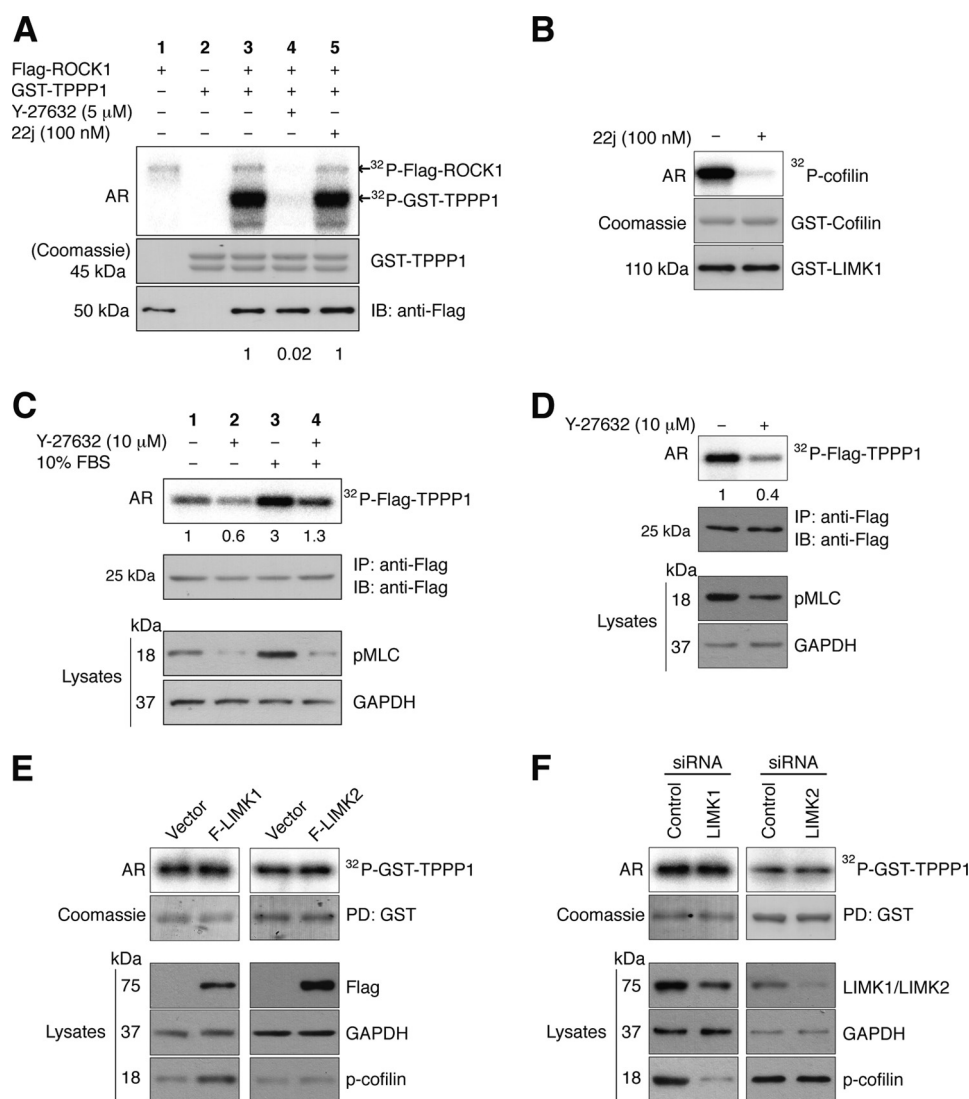 A
1 2 3 4 5
Flag-ROCK1 + – + + +
GST-TPPP1 – + + + +
Y-27632 (5 µM) – – – + –
22j (100 nM) – – – – +
AR
³²P-Flag-ROCK1
³²P-GST-TPPP1
(Coomassie)
45 kDa
GST-TPPP1
50 kDa
IB: anti-Flag
1 0.02 1
B
22j (100 nM) – +
AR
³²P-cofilin
Coomassie
GST-Cofilin
110 kDa
GST-LIMK1
C
1 2 3 4
Y-27632 (10 µM) – + – +
10% FBS – – + +
AR
³²P-Flag-TPPP1
1 0.6 3 1.3
25 kDa
IP: anti-Flag
IB: anti-Flag
kDa
Lysates
18
pMLC
37
GAPDH
D
Y-27632 (10 µM) – +
AR
³²P-Flag-TPPP1
1 0.4
25 kDa
IP: anti-Flag
IB: anti-Flag
kDa
Lysates
18
pMLC
37
GAPDH
E
Vector
F-LIMK1
Vector
F-LIMK2
AR
³²P-GST-TPPP1
Coomassie
PD: GST
kDa
Lysates
75
Flag
37
GAPDH
18
p-cofilin
F
siRNA
siRNA
Control
LIMK1
Control
LIMK2
AR
³²P-GST-TPPP1
Coomassie
PD: GST
kDa
Lysates
75
LIMK1/LIMK2
37
GAPDH
18
p-cofilin